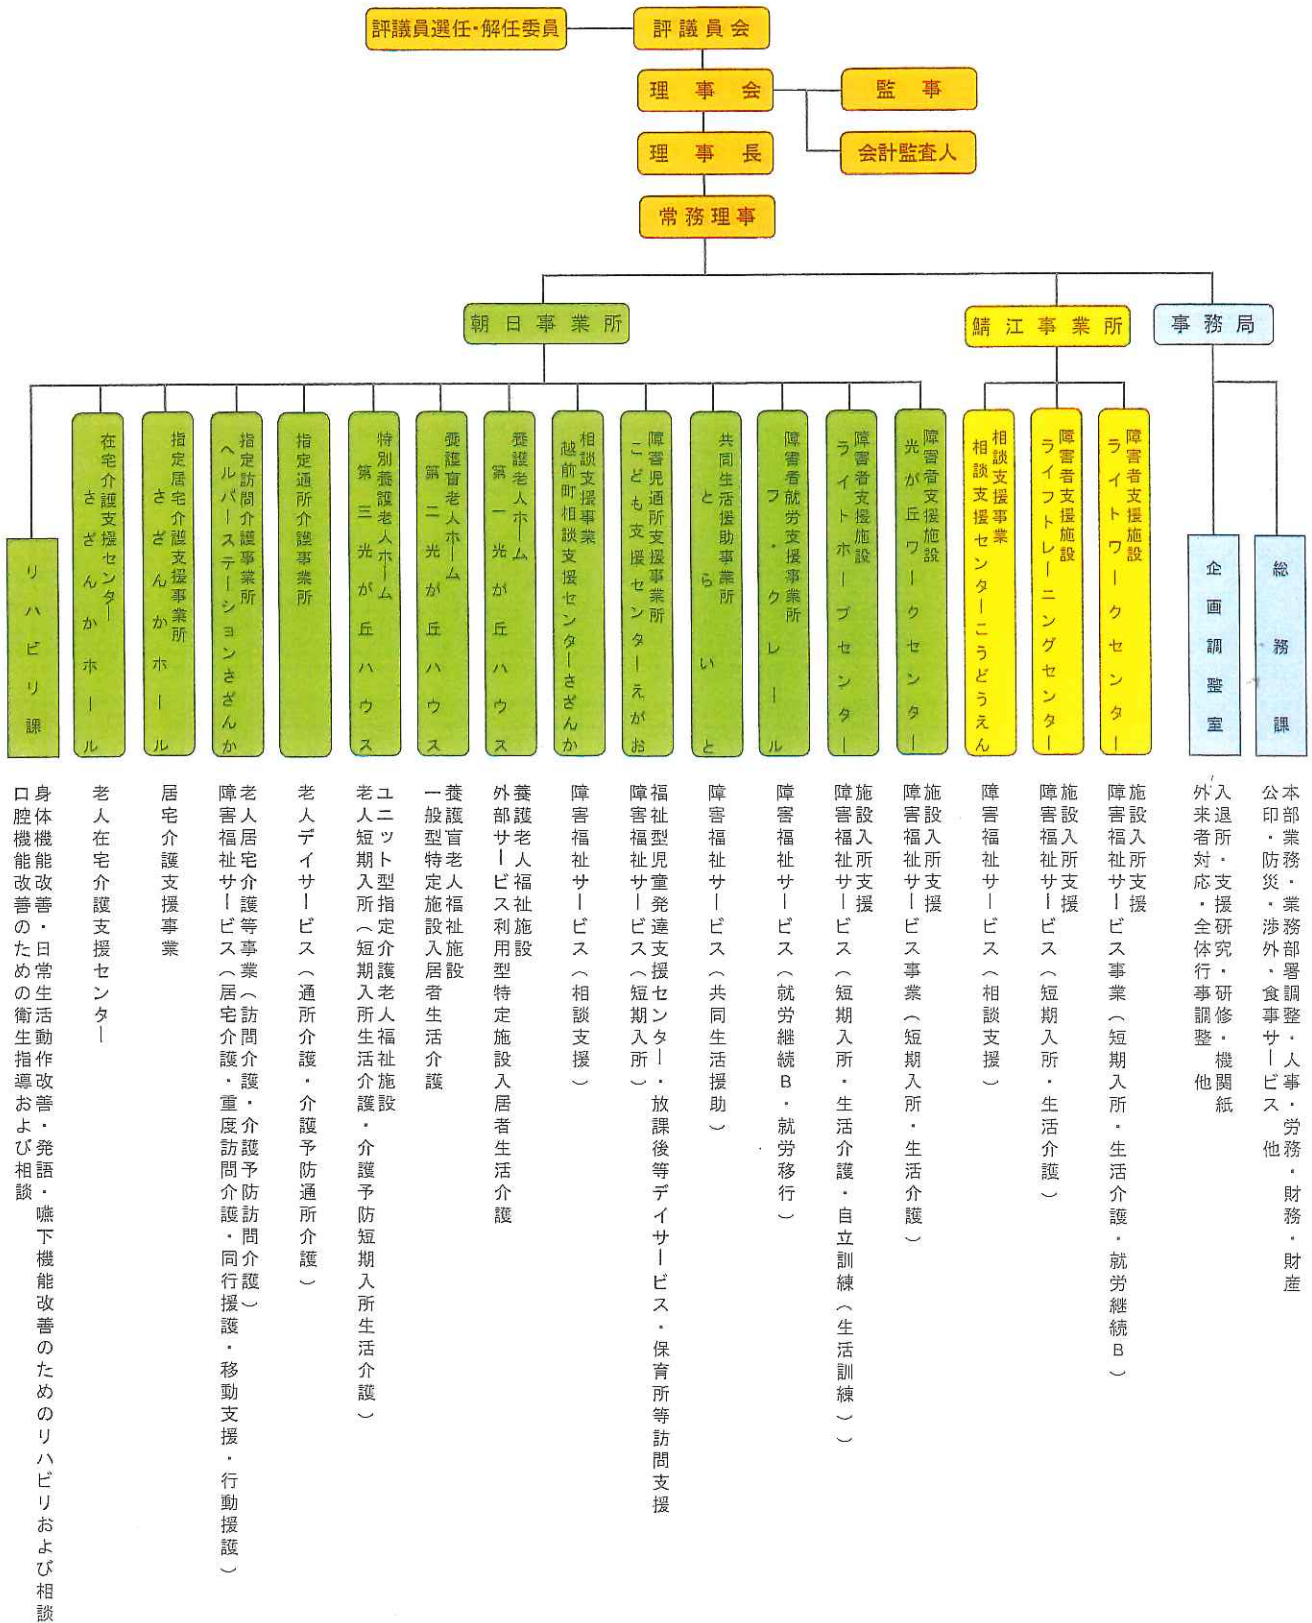 評議員選任・解任委員
評議員会
理事会
監事
理事長
会計監査人
常務理事
朝日事業所
鯖江事業所
事務局
総務課
企画調整室
障害者支援施設
ライトワークセンター
障害者支援施設
ライフトレーニングセンター
相談支援事業
相談支援センターこうどうえん
障害者支援施設
光が丘ワークセンター
障害者支援施設
ライトホープセンター
障害者就労支援事業所
フ・クレール
共同生活援助事業所
とらいと
障害児通所支援事業所
こども支援センターえがお
相談支援事業
越前町相談支援センターさざんか
養護老人ホーム
第一光が丘ハウス
養護盲老人ホーム
第二光が丘ハウス
特別養護老人ホーム
第三光が丘ハウス
指定通所介護事業所
指定訪問介護事業所
ヘルパーステーションさざんか
指定居宅介護支援事業所
さざんかホール
在宅介護支援センター
さざんかホール
リハビリ課
本部業務・業務部署調整・人事・労務・財務・財産
公印・防災・渉外・食事サービス 他
入退所・支援研究・研修・機関紙
外来者対応・全体行事調整 他
施設入所支援
障害福祉サービス事業(短期入所・生活介護・就労継続B)
施設入所支援
障害福祉サービス(短期入所・生活介護)
障害福祉サービス(相談支援)
施設入所支援
障害福祉サービス事業(短期入所・生活介護)
施設入所支援
障害福祉サービス(短期入所・生活介護・自立訓練(生活訓練))
障害福祉サービス(就労継続B・就労移行)
障害福祉サービス(共同生活援助)
福祉型児童発達支援センター・放課後等デイサービス・保育所等訪問支援
障害福祉サービス(短期入所)
障害福祉サービス(相談支援)
養護老人福祉施設
外部サービス利用型特定施設入居者生活介護
養護盲老人福祉施設
一般型特定施設入居者生活介護
ユニット型指定介護老人福祉施設
老人短期入所(短期入所生活介護・介護予防短期入所生活介護)
老人デイサービス(通所介護・介護予防通所介護)
老人居宅介護等事業(訪問介護・介護予防訪問介護)
障害福祉サービス(居宅介護・重度訪問介護・同行援護・移動支援・行動援護)
居宅介護支援事業
老人在宅介護支援センター
身体機能改善・日常生活動作改善・発語・嚥下機能改善のためのリハビリおよび相談
口腔機能改善のための衛生指導および相談